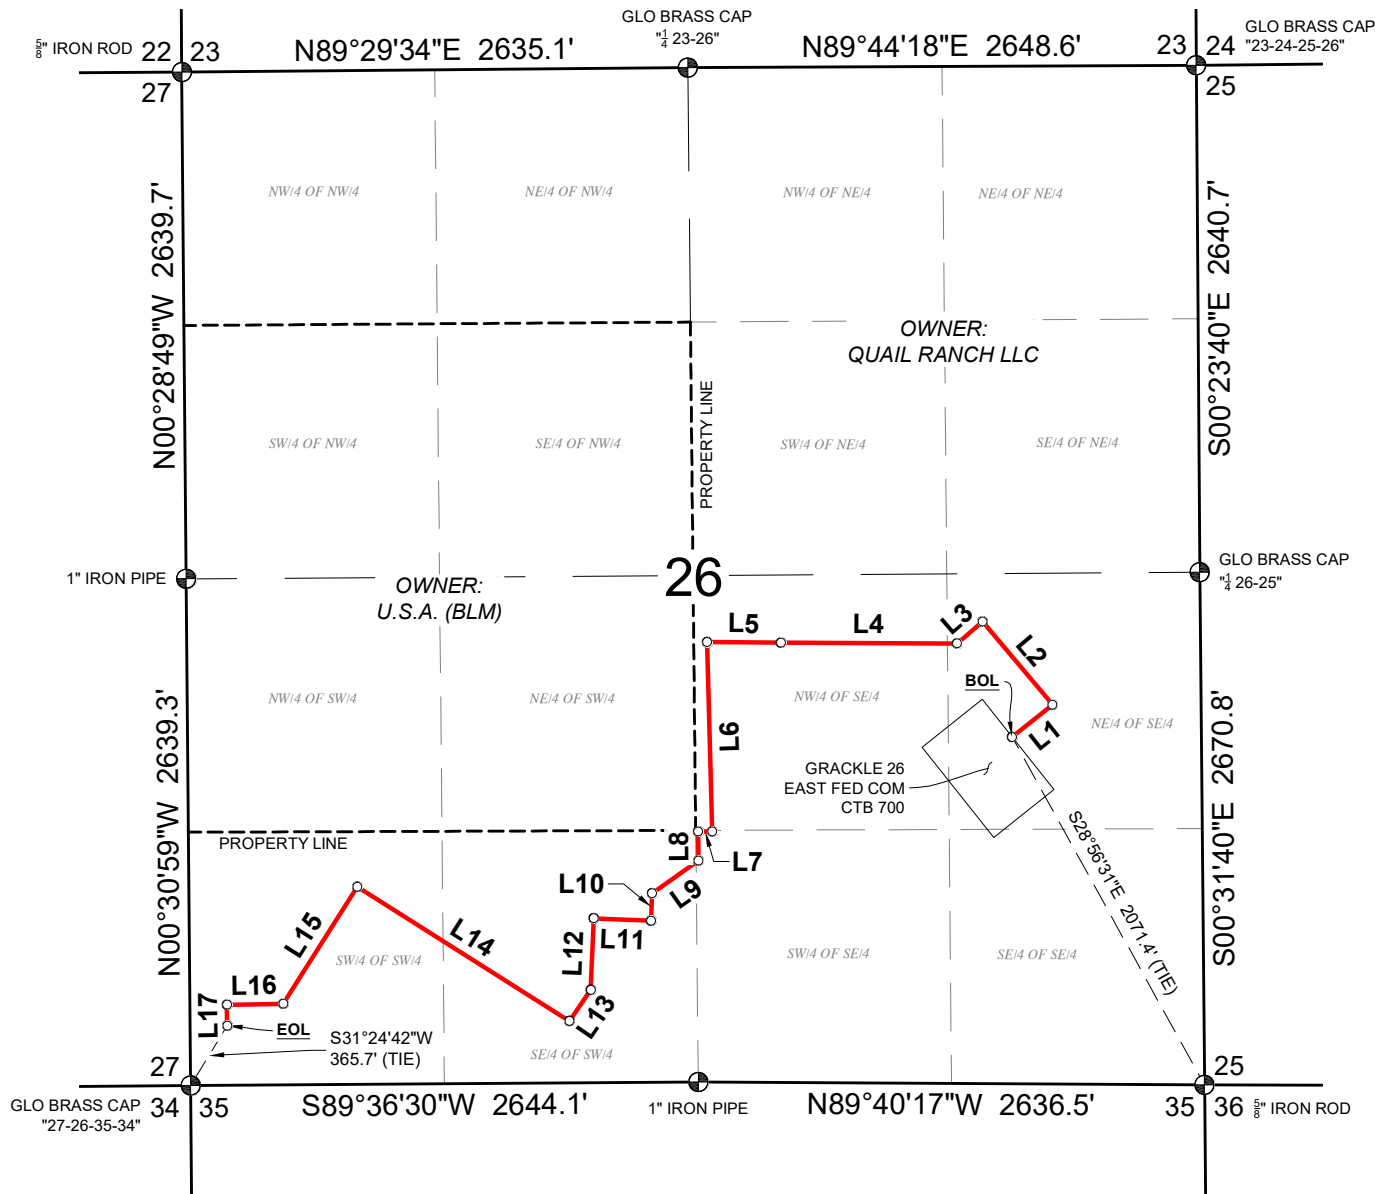 GLO BRASS CAP
"1/4 23-26"
GLO BRASS CAP
"23-24-25-26"
5/8" IRON ROD
22 23
N89°29'34"E 2635.1'
N89°44'18"E 2648.6'
23 24
27
25
NW/4 OF NW/4
NE/4 OF NW/4
NW/4 OF NE/4
NE/4 OF NE/4
N00°28'49"W 2639.7'
S00°23'40"E 2640.7'
OWNER:
QUAIL RANCH LLC
PROPERTY LINE
SW/4 OF NW/4
SE/4 OF NW/4
SW/4 OF NE/4
SE/4 OF NE/4
1" IRON PIPE
OWNER:
U.S.A. (BLM)
26
GLO BRASS CAP
"1/4 26-25"
L5
L4
L3
L2
BOL
NW/4 OF SW/4
NE/4 OF SW/4
NW/4 OF SE/4
NE/4 OF SE/4
L6
L1
N00°30'59"W 2639.3'
S00°31'40"E 2670.8'
GRACKLE 26
EAST FED COM
CTB 700
S28°56'31"E 2071.4' (TIE)
PROPERTY LINE
L8
L7
L10
L9
L15
L14
L12
L11
SW/4 OF SW/4
SW/4 OF SE/4
SE/4 OF SE/4
L16
L17
L13
EOL
S31°24'42"W
365.7' (TIE)
SE/4 OF SW/4
27
25
GLO BRASS CAP
"27-26-35-34"
34 35
S89°36'30"W 2644.1'
1" IRON PIPE
N89°40'17"W 2636.5'
35 36
5/8" IRON ROD